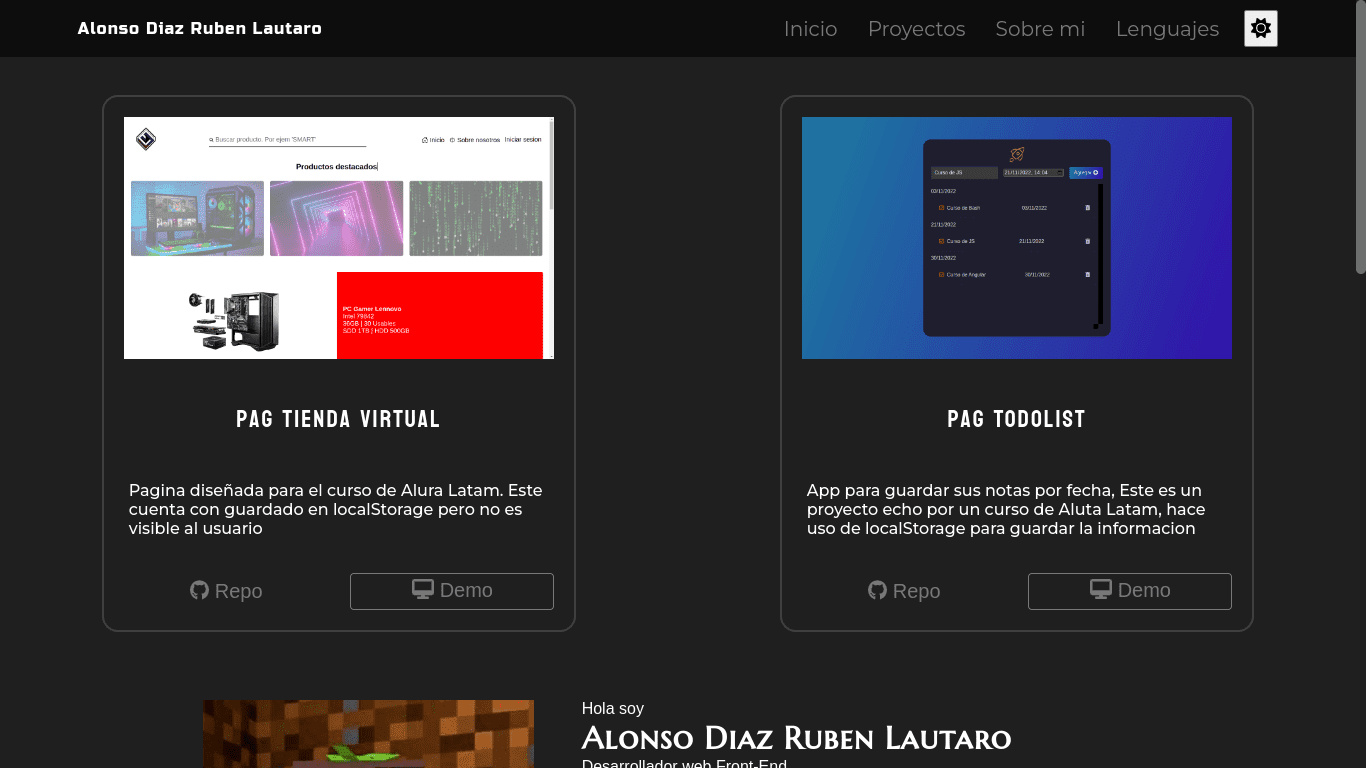 Alonso Diaz Ruben Lautaro
Inicio Proyectos Sobre mi Lenguajes
Buscar producto. Por ejem 'SMART'
Inicio Sobre nosotros Iniciar sesion
Productos destacados
PC Gamer Lennovo
Intel 79642
36GB | 30 Usables
SDD 1TB | HDD 500GB
PAG TIENDA VIRTUAL
Pagina diseñada para el curso de Alura Latam. Este
cuenta con guardado en localStorage pero no es
visible al usuario
Repo Demo
Curso de JS 21/11/2022, 14:04
03/11/2022
Curso de Bash 03/11/2022
21/11/2022
Curso de JS 21/11/2022
30/11/2022
Curso de Angular 30/11/2022
PAG TODOLIST
App para guardar sus notas por fecha, Este es un
proyecto echo por un curso de Aluta Latam, hace
uso de localStorage para guardar la informacion
Repo Demo
Hola soy
Alonso Diaz Ruben Lautaro
Desarrollador web Front-End